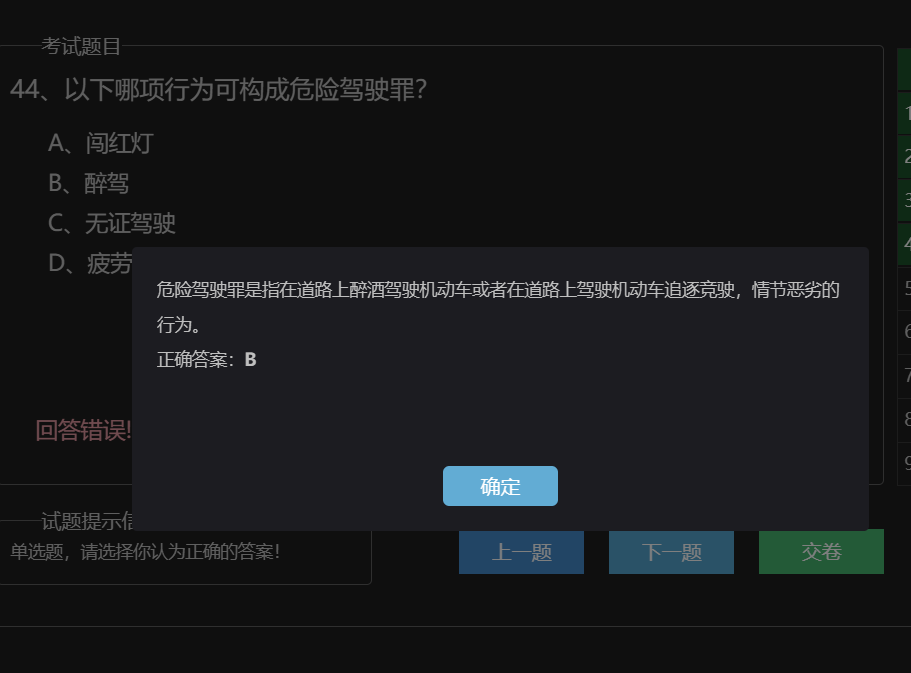 考试题目
44、以下哪项行为可构成危险驾驶罪?
A、闯红灯
B、醉驾
C、无证驾驶
D、疲劳
危险驾驶罪是指在道路上醉酒驾驶机动车或者在道路上驾驶机动车追逐竞驶，情节恶劣的
行为。
正确答案：B
回答错误!
确定
试题提示信
单选题，请选择你认为正确的答案!
上一题
下一题
交卷
1
2
3
4
5
6
7
8
9